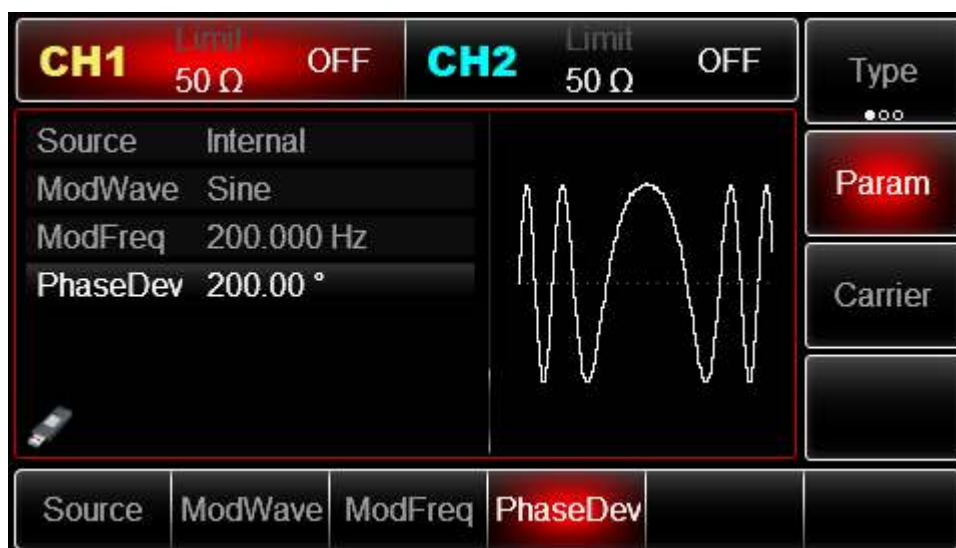 CH1 Limit 50 Ω OFF
CH2 Limit 50 Ω OFF
Type
Source Internal
ModWave Sine
ModFreq 200.000 Hz
PhaseDev 200.00 °
Param
Carrier
Source ModWave ModFreq PhaseDev